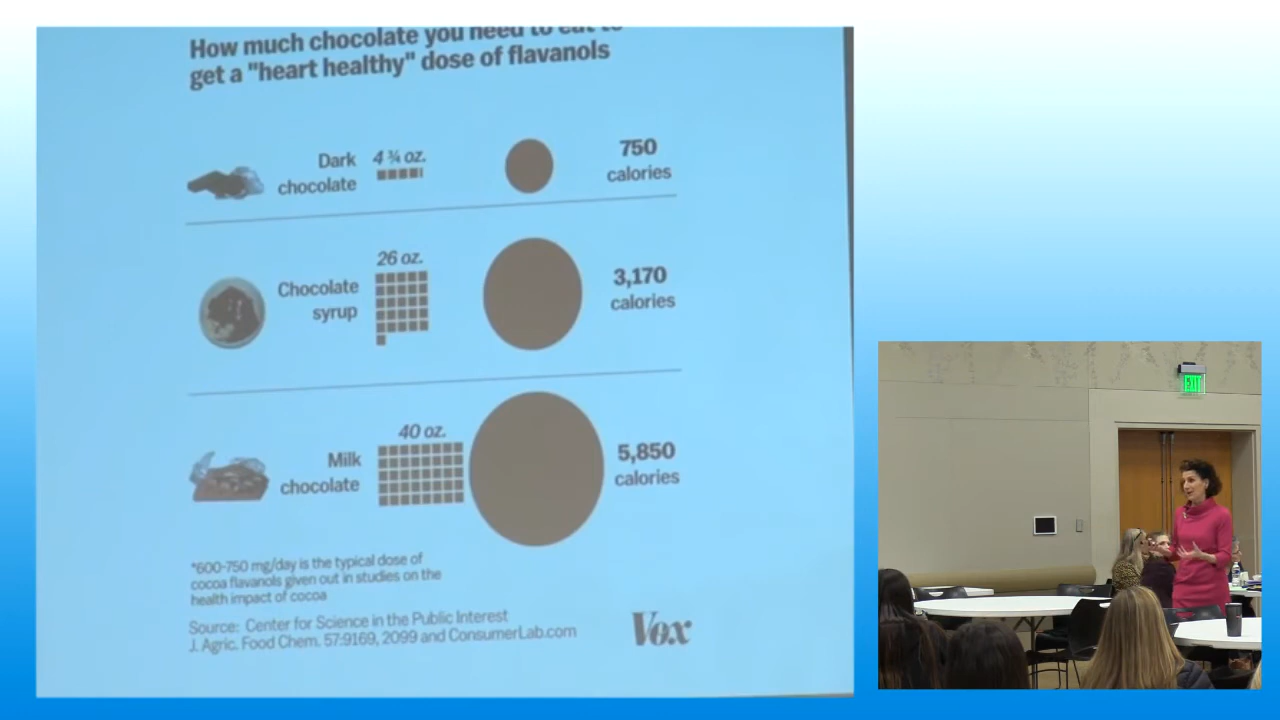 How much chocolate you need to eat to
get a "heart healthy" dose of flavanols
Dark
chocolate
4 ¾ oz.
750
calories
Chocolate
syrup
26 oz.
3,170
calories
Milk
chocolate
40 oz.
5,850
calories
*600-750 mg/day is the typical dose of
cocoa flavanols given out in studies on the
health impact of cocoa
Source: Center for Science in the Public Interest
J. Agric. Food Chem. 57:9169, 2099 and ConsumerLab.com
Vox
EXIT